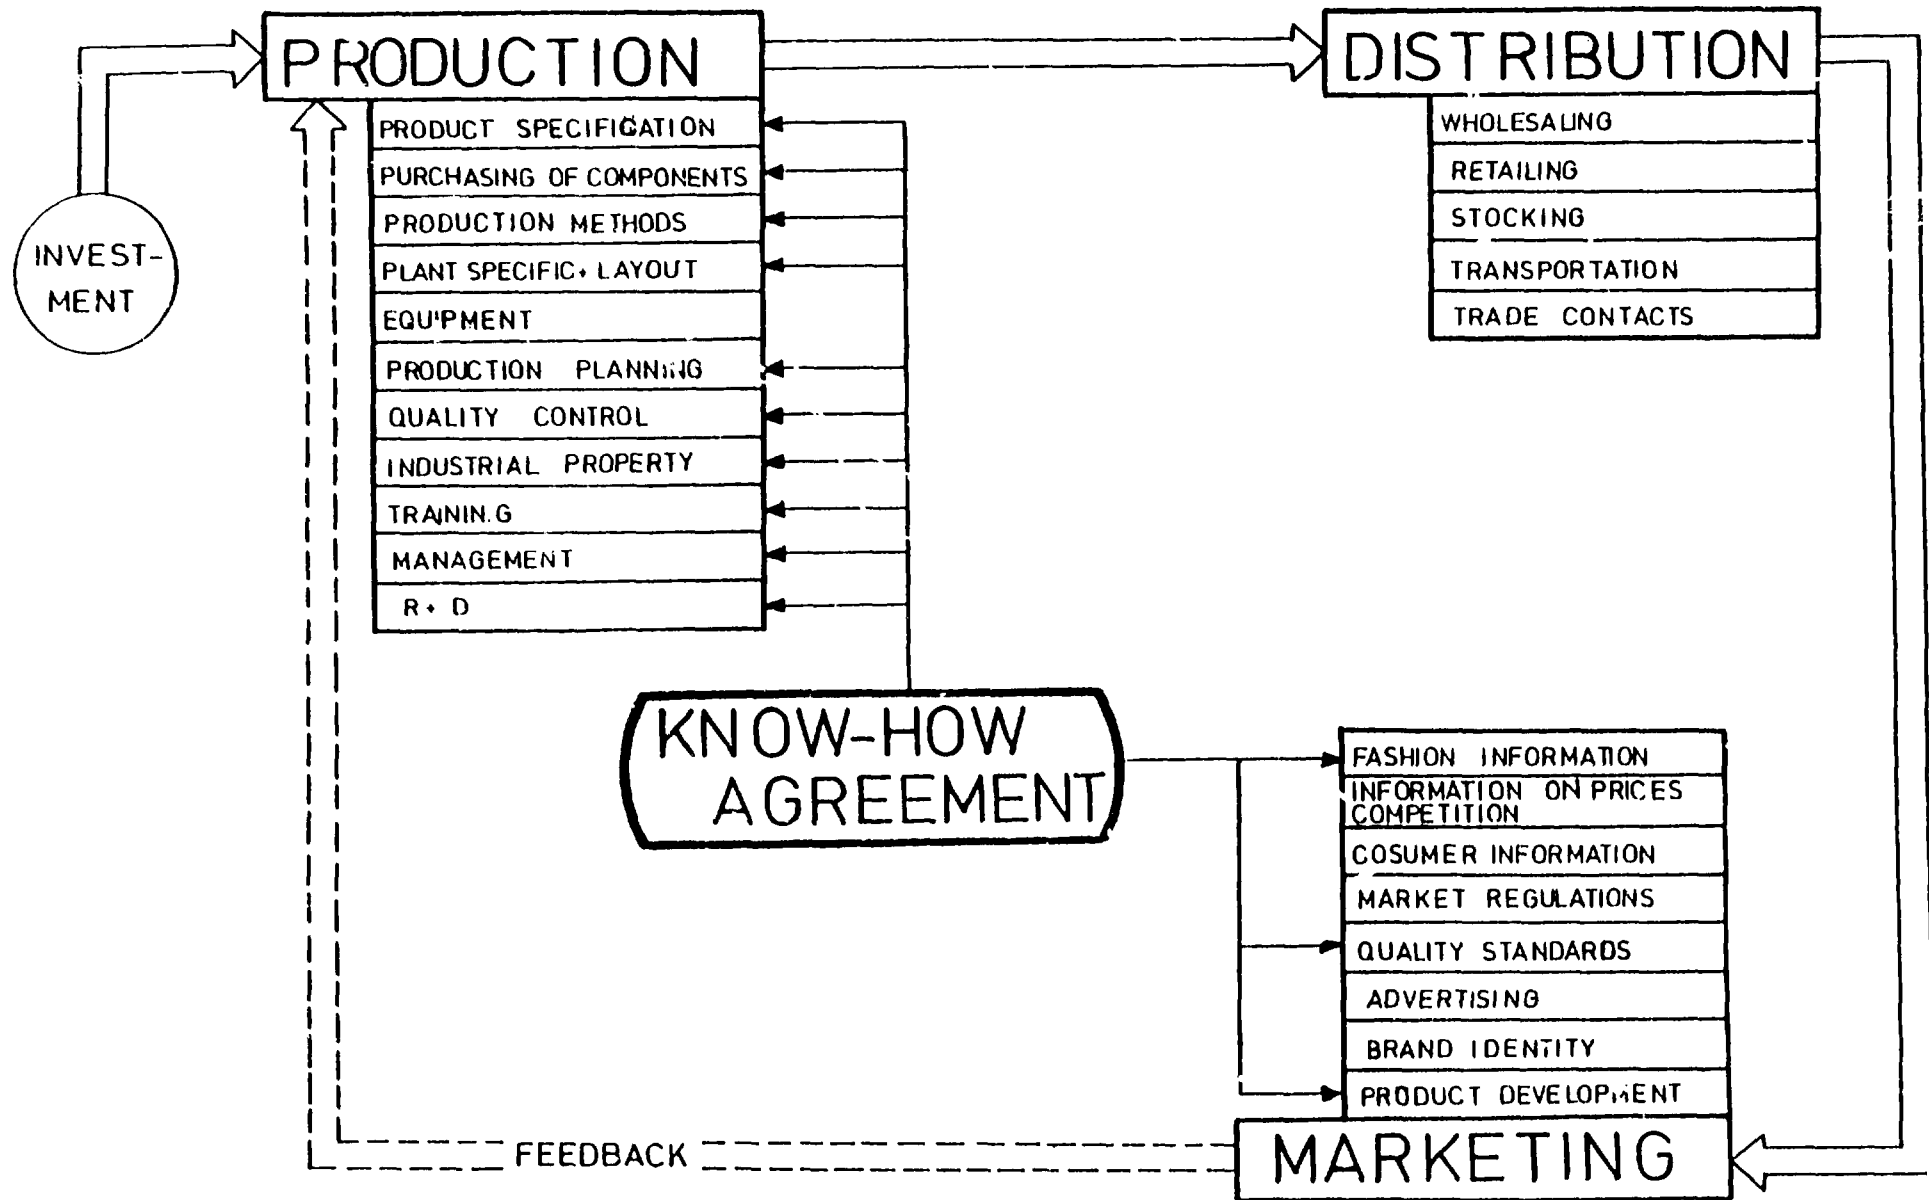 PRODUCTION
PRODUCT SPECIFICATION
PURCHASING OF COMPONENTS
PRODUCTION METHODS
PLANT SPECIFIC+ LAYOUT
EQUIPMENT
PRODUCTION PLANNING
QUALITY CONTROL
INDUSTRIAL PROPERTY
TRAINING
MANAGEMENT
R+ D
INVEST-
MENT
DISTRIBUTION
WHOLESALING
RETAILING
STOCKING
TRANSPORTATION
TRADE CONTACTS
KNOW-HOW
AGREEMENT
FASHION INFORMATION
INFORMATION ON PRICES
COMPETITION
COSUMER INFORMATION
MARKET REGULATIONS
QUALITY STANDARDS
ADVERTISING
BRAND IDENTITY
PRODUCT DEVELOPMENT
MARKETING
FEEDBACK